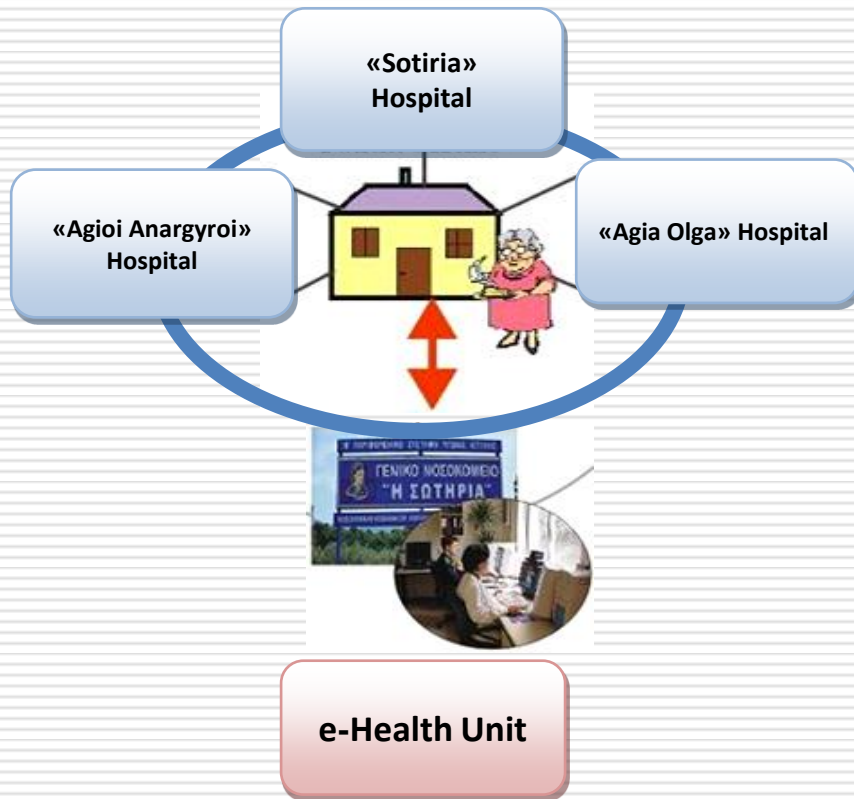 «Sotiria»
Hospital
«Agioi Anargyroi»
Hospital
«Agia Olga» Hospital
ΓΕΝΙΚΟ ΝΟΣΟΚΟΜΕΙΟ
"Η ΣΩΤΗΡΙΑ"
e-Health Unit